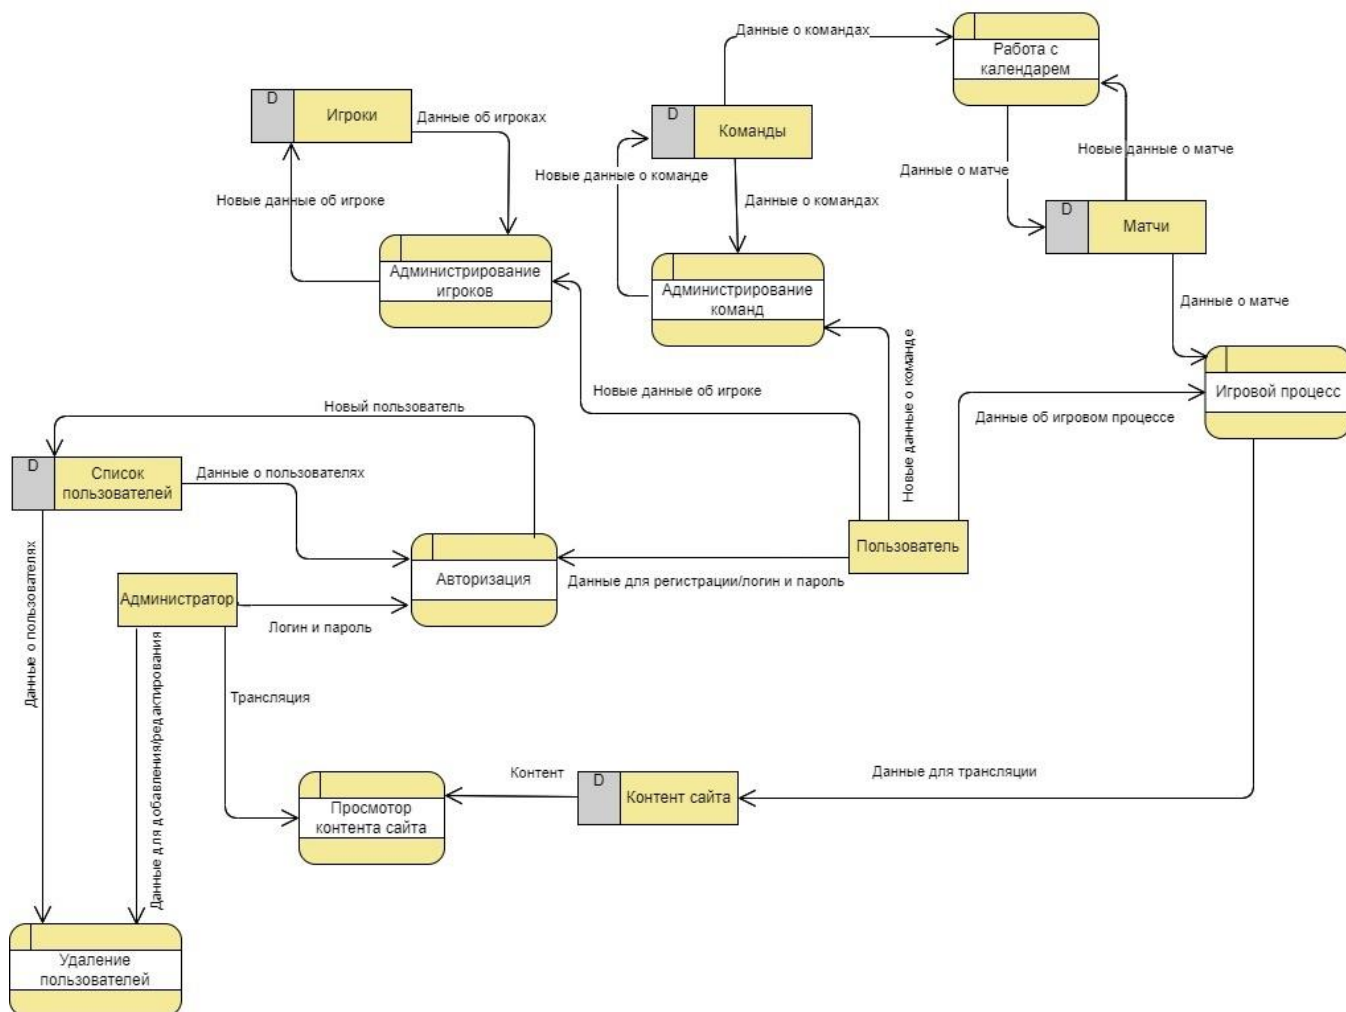 Данные о командах
Работа с
календарем
D
Игроки
Данные об игроках
D
Команды
Новые данные о команде
Данные о матче
Новые данные о матче
Новые данные об игроке
Данные о командах
D
Матчи
Администрирование
игроков
Администрирование
команд
Данные о матче
Новые данные об игроке
Новые данные о команде
Игровой процесс
Новый пользователь
Данные об игровом процессе
D
Список
пользователей
Данные о пользователях
Пользователь
Авторизация
Данные для регистрации/логин и пароль
Администратор
Логин и пароль
Данные о пользователях
Данные для добавления/редактирования
Трансляция
Контент
D
Контент сайта
Данные для трансляции
Просмотор
контента сайта
Удаление
пользователей